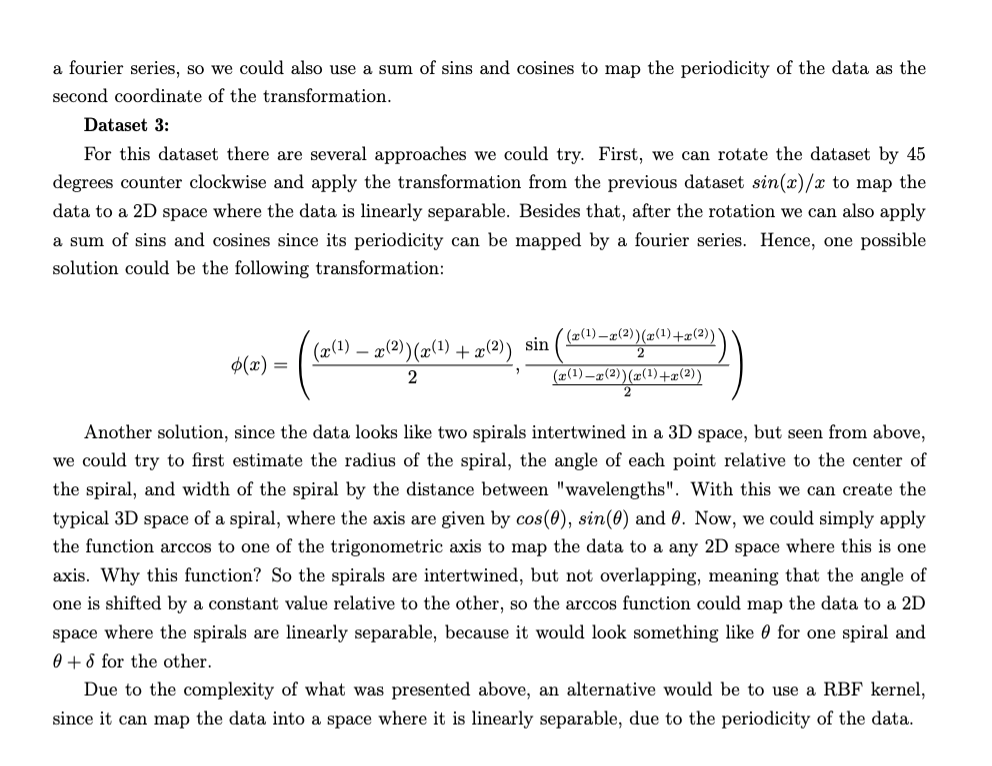 a fourier series, so we could also use a sum of sins and cosines to map the periodicity of the data as the
second coordinate of the transformation.
Dataset 3:
For this dataset there are several approaches we could try. First, we can rotate the dataset by 45
degrees counter clockwise and apply the transformation from the previous dataset sin(x)/x to map the
data to a 2D space where the data is linearly separable. Besides that, after the rotation we can also apply
a sum of sins and cosines since its periodicity can be mapped by a fourier series. Hence, one possible
solution could be the following transformation:
ϕ(x) = ( (x^(1) − x^(2))(x^(1) + x^(2)) / 2 , sin( (x^(1)−x^(2))(x^(1)+x^(2)) / 2 ) / ( (x^(1)−x^(2))(x^(1)+x^(2)) / 2 ) )
Another solution, since the data looks like two spirals intertwined in a 3D space, but seen from above,
we could try to first estimate the radius of the spiral, the angle of each point relative to the center of
the spiral, and width of the spiral by the distance between "wavelengths". With this we can create the
typical 3D space of a spiral, where the axis are given by cos(θ), sin(θ) and θ. Now, we could simply apply
the function arccos to one of the trigonometric axis to map the data to a any 2D space where this is one
axis. Why this function? So the spirals are intertwined, but not overlapping, meaning that the angle of
one is shifted by a constant value relative to the other, so the arccos function could map the data to a 2D
space where the spirals are linearly separable, because it would look something like θ for one spiral and
θ + δ for the other.
Due to the complexity of what was presented above, an alternative would be to use a RBF kernel,
since it can map the data into a space where it is linearly separable, due to the periodicity of the data.